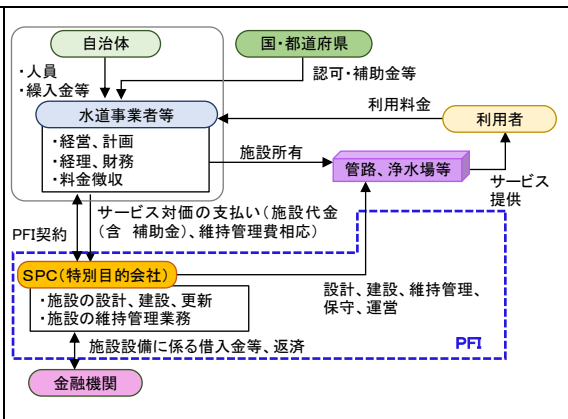 自治体
国・都道府県
・人員
・繰入金等
認可・補助金等
水道事業者等
利用料金
利用者
・経営、計画
・経理、財務
・料金徴収
施設所有
管路、浄水場等
サービス
提供
サービス対価の支払い（施設代金
（含 補助金）、維持管理費相応）
PFI契約
SPC（特別目的会社）
・施設の設計、建設、更新
・施設の維持管理業務
設計、建設、維持管理、
保守、運営
PFI
施設設備に係る借入金等、返済
金融機関